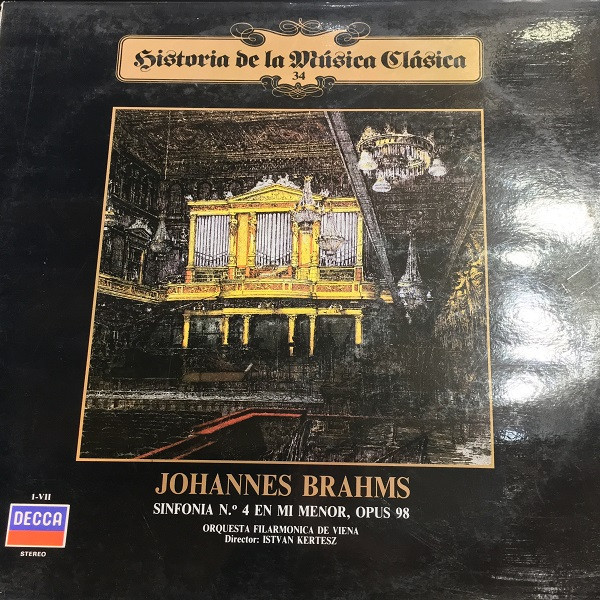 Historia de la Música Clásica
34
JOHANNES BRAHMS
SINFONIA N.º 4 EN MI MENOR, OPUS 98
ORQUESTA FILARMONICA DE VIENA
Director: ISTVAN KERTESZ
I-VII
DECCA
STEREO